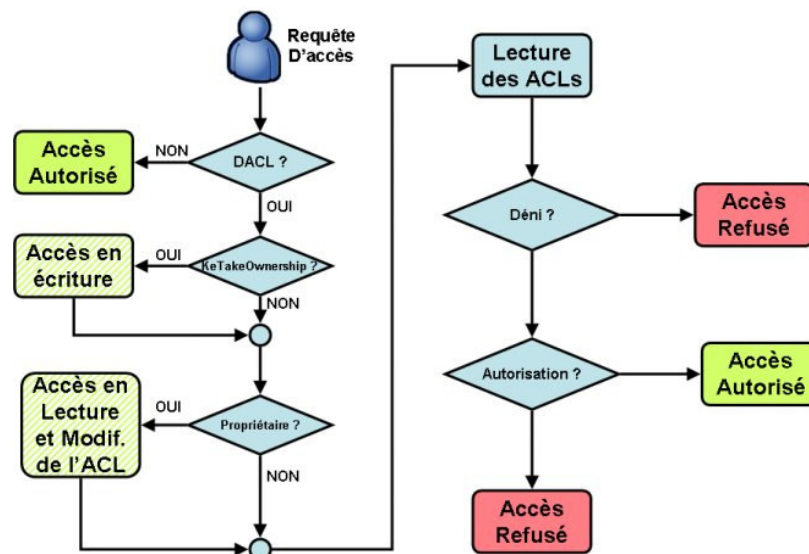 Requête
D'accès
DACL ?
NON
Accès
Autorisé
OUI
KeTakeOwnership ?
OUI
Accès en
écriture
NON
Propriétaire ?
OUI
Accès en
Lecture
et Modif.
de l'ACL
NON
Lecture
des ACLs
Déni ?
Accès
Refusé
Autorisation ?
Accès
Autorisé
Accès
Refusé